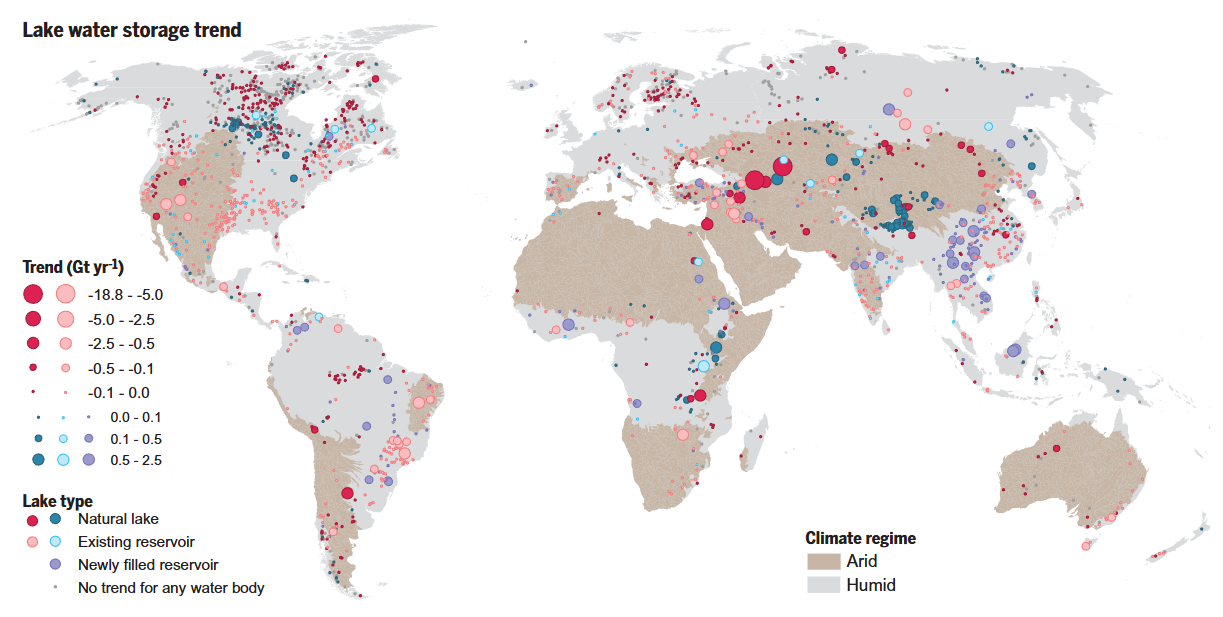 Lake water storage trend
Trend (Gt yr-1)
-18.8 - -5.0
-5.0 - -2.5
-2.5 - -0.5
-0.5 - -0.1
-0.1 - 0.0
0.0 - 0.1
0.1 - 0.5
0.5 - 2.5
Lake type
Natural lake
Existing reservoir
Newly filled reservoir
No trend for any water body
Climate regime
Arid
Humid